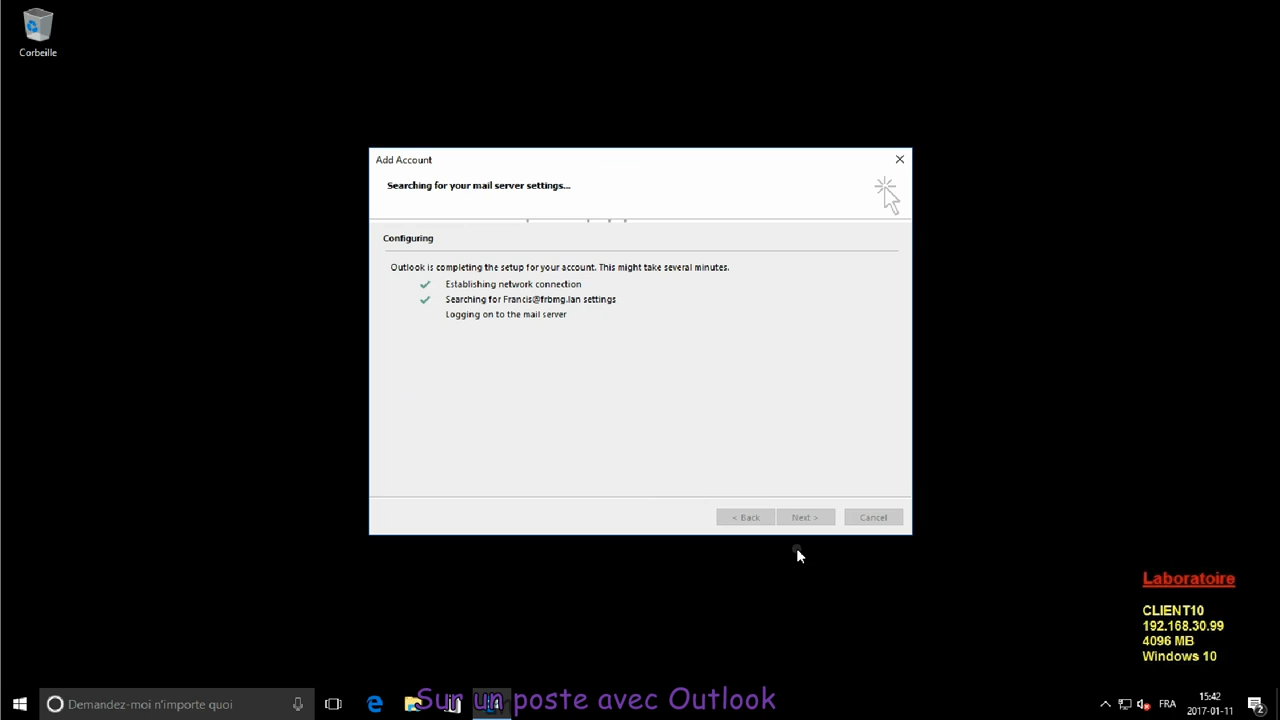 Corbeille
Add Account
Searching for your mail server settings...
Configuring
Outlook is completing the setup for your account. This might take several minutes.
Establishing network connection
Searching for Francis@frbmg.lan settings
Logging on to the mail server
< Back
Next >
Cancel
Laboratoire
CLIENT10
192.168.30.99
4096 MB
Windows 10
Demandez-moi n'importe quoi
Sur un poste avec Outlook
FRA
15:42
2017-01-11
2